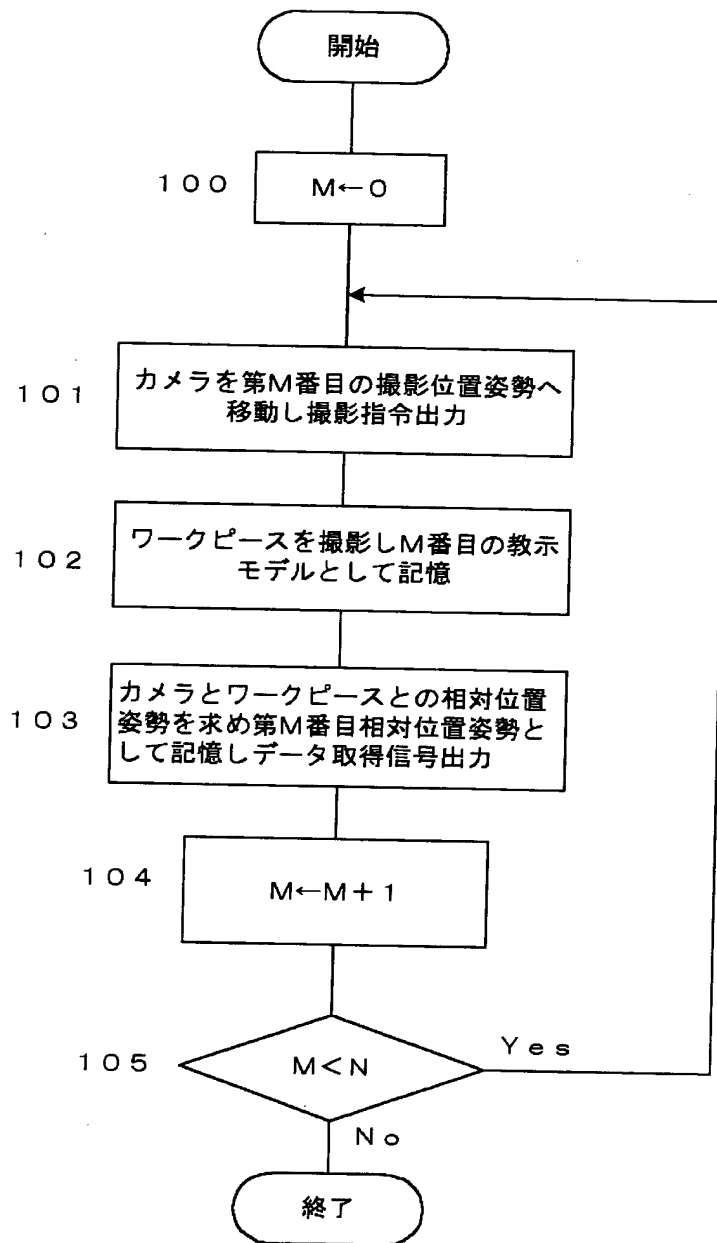 開始
100
M←0
101
カメラを第M番目の撮影位置姿勢へ
移動し撮影指令出力
102
ワークピースを撮影しM番目の教示
モデルとして記憶
103
カメラとワークピースとの相対位置
姿勢を求め第M番目相対位置姿勢と
して記憶しデータ取得信号出力
104
M←M+1
105
M<N
Yes
No
終了